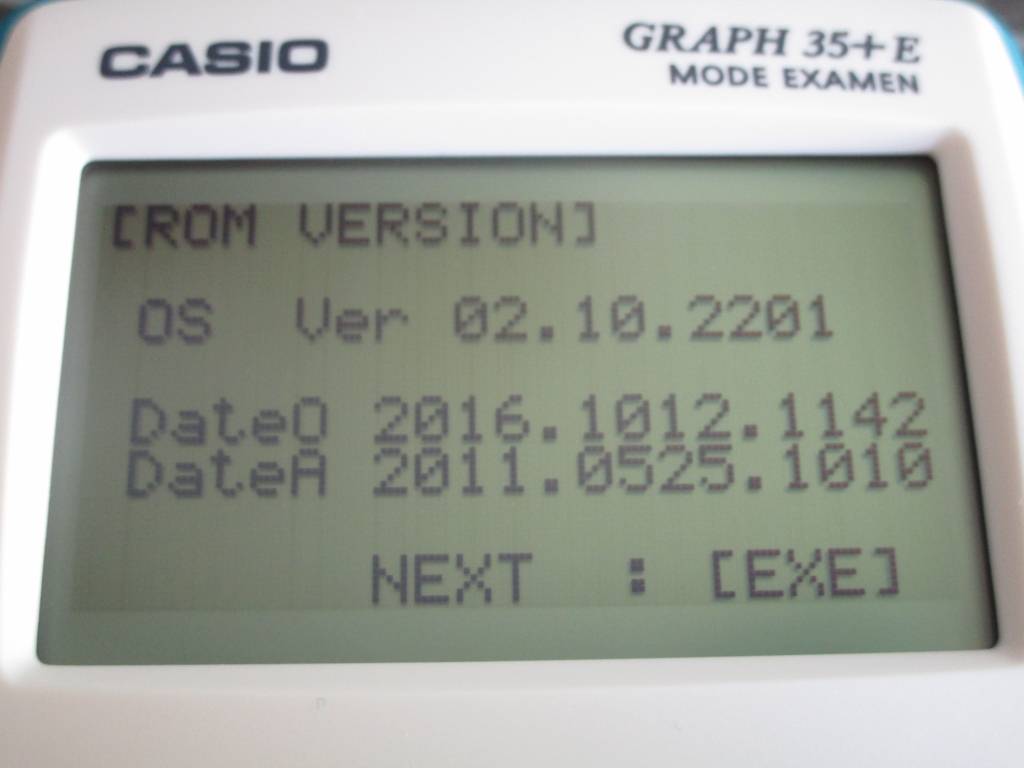 CASIO
GRAPH 35+ E
MODE EXAMEN
[ROM VERSION]
OS Ver 02.10.2201
DateO 2016.1012.1142
DateA 2011.0525.1010
NEXT : [EXE]